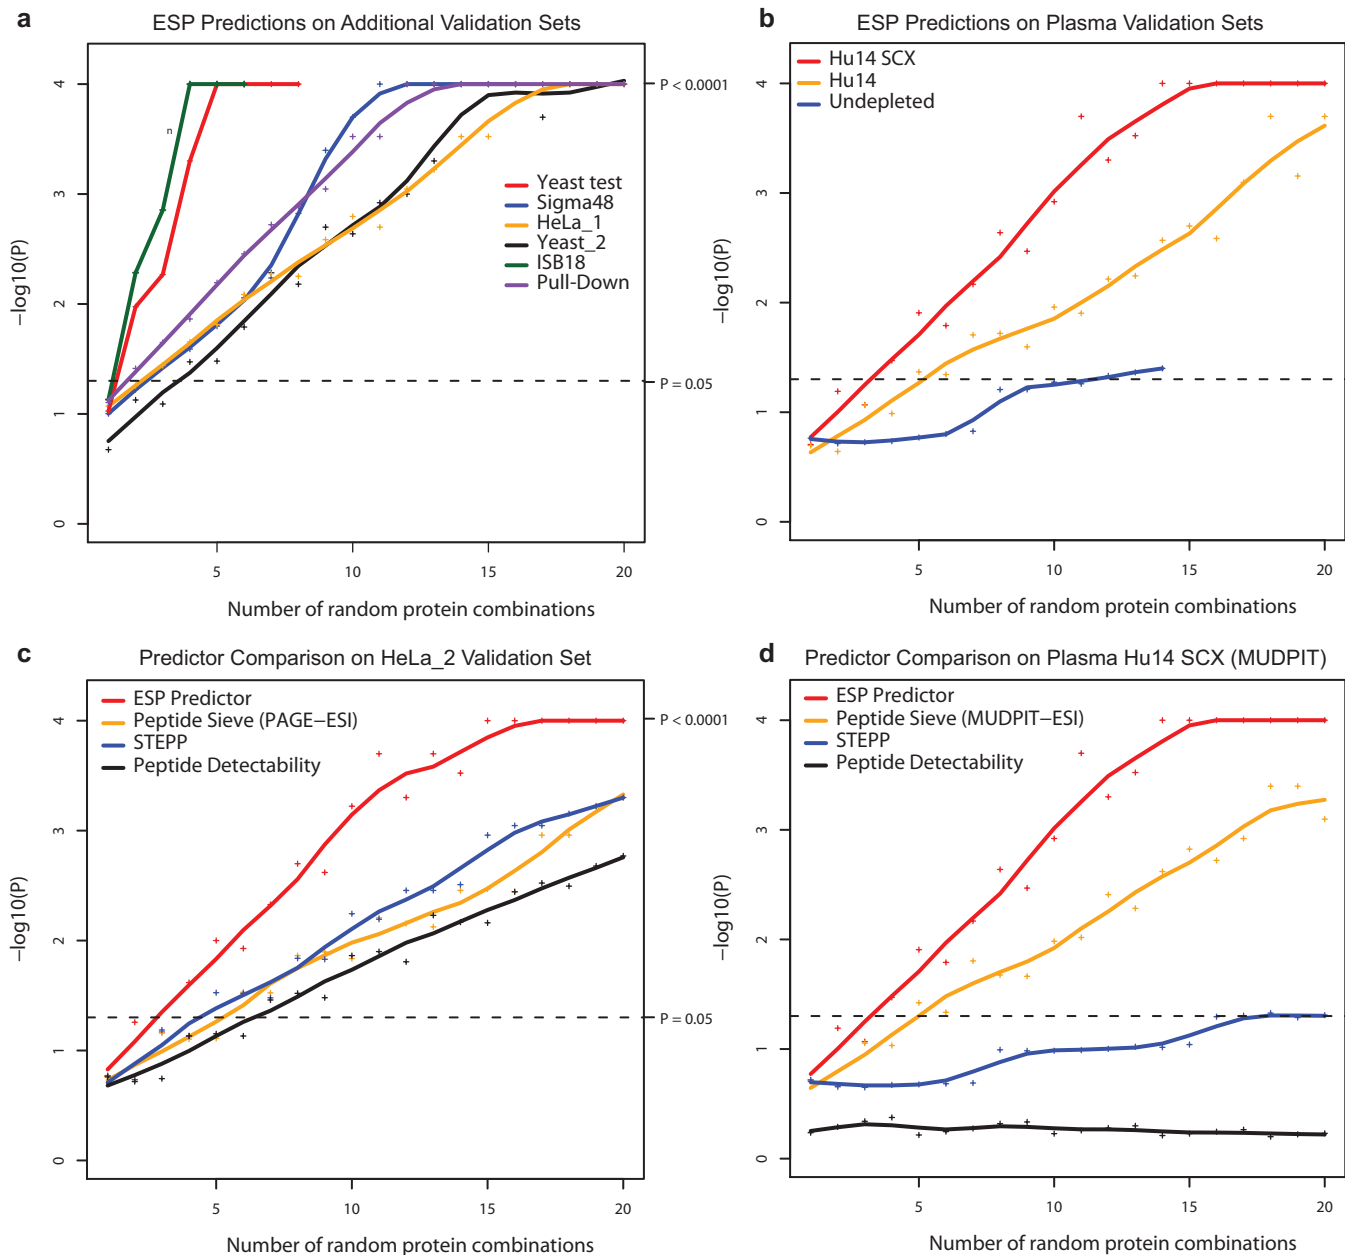 a
ESP Predictions on Additional Validation Sets
4
3
2
1
0
−log10(P)
P < 0.0001
P = 0.05
n
Yeast test
Sigma48
HeLa_1
Yeast_2
ISB18
Pull-Down
5
10
15
20
Number of random protein combinations
b
ESP Predictions on Plasma Validation Sets
Hu14 SCX
Hu14
Undepleted
4
3
2
1
0
−log10(P)
5
10
15
20
Number of random protein combinations
c
Predictor Comparison on HeLa_2 Validation Set
ESP Predictor
Peptide Sieve (PAGE−ESI)
STEPP
Peptide Detectability
4
3
2
1
0
−log10(P)
P < 0.0001
P = 0.05
5
10
15
20
Number of random protein combinations
d
Predictor Comparison on Plasma Hu14 SCX (MUDPIT)
ESP Predictor
Peptide Sieve (MUDPIT−ESI)
STEPP
Peptide Detectability
4
3
2
1
0
−log10(P)
5
10
15
20
Number of random protein combinations